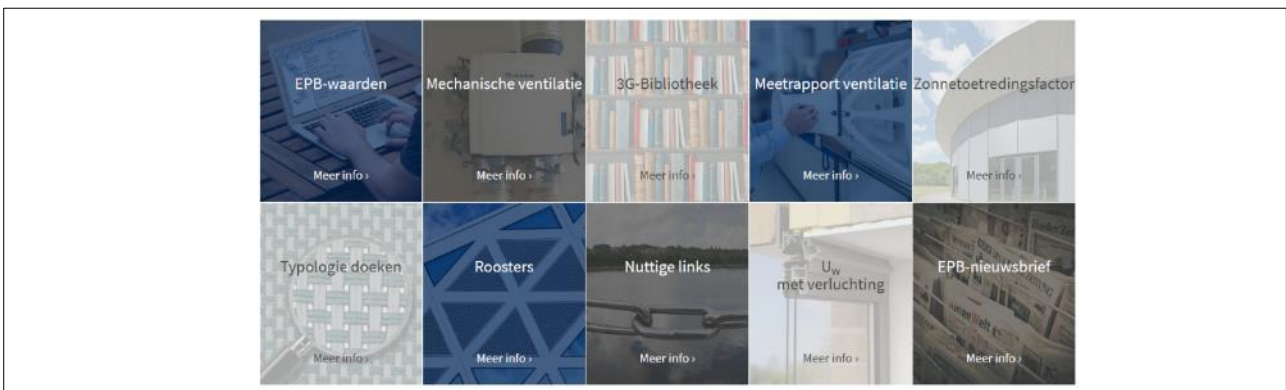 EPB-waarden
Mechanische ventilatie
3G-Bibliotheek
Meetrapport ventilatie
Zonnetoetredingsfactor
Meer info ›
Meer info ›
Meer info ›
Meer info ›
Meer info ›
Typologie doeken
Roosters
Nuttige links
Uw
met verluchting
EPB-nieuwsbrief
Meer info ›
Meer info ›
Meer info ›
Meer info ›
Meer info ›